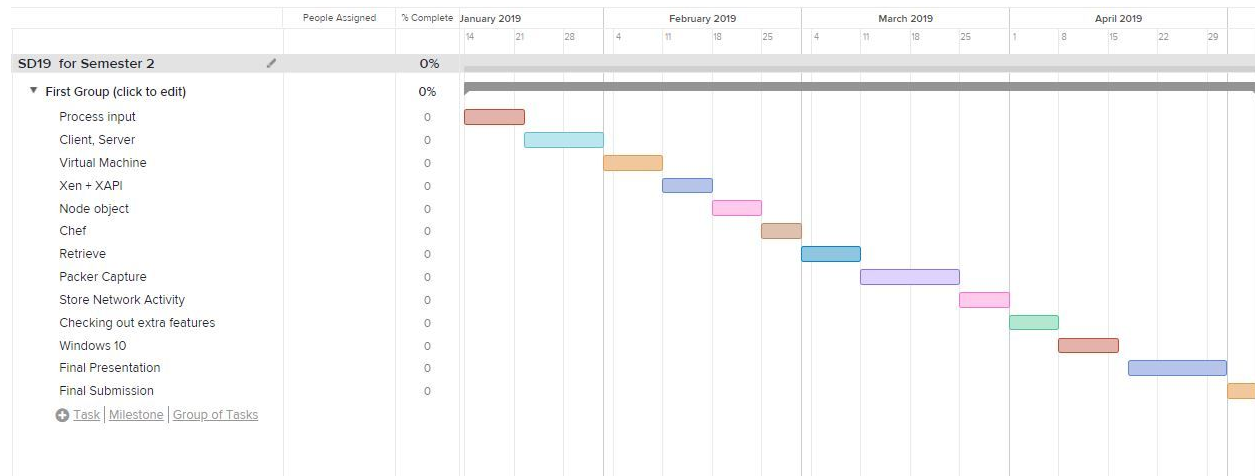 People Assigned % Complete January 2019 February 2019 March 2019 April 2019
14 21 28 4 11 18 25 4 11 18 25 1 8 15 22 29
SD19 for Semester 2 0%
First Group (click to edit) 0%
Process input 0
Client, Server 0
Virtual Machine 0
Xen + XAPI 0
Node object 0
Chef 0
Retrieve 0
Packer Capture 0
Store Network Activity 0
Checking out extra features 0
Windows 10 0
Final Presentation 0
Final Submission 0
Task | Milestone | Group of Tasks